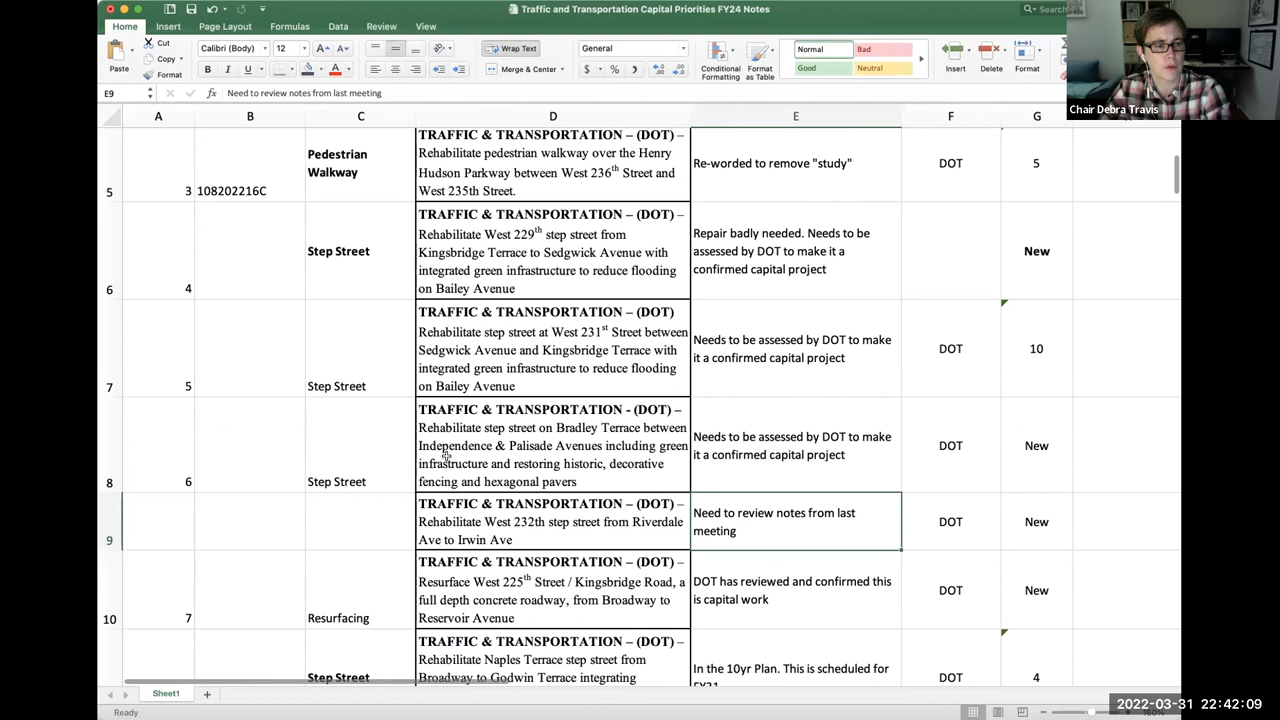 Traffic and Transportation Capital Priorities FY24 Notes
Search
Home Insert Page Layout Formulas Data Review View
Paste
Cut
Copy
Format
Calibri (Body) 12
B I U
Wrap Text
Merge & Center
General
$ % ,
Conditional Formatting
Format as Table
Normal Bad
Good Neutral
Insert Delete Format
Chair Debra Travis
E9 fx Need to review notes from last meeting
A B C D E F G
5 3 108202216C
Pedestrian
Walkway
TRAFFIC & TRANSPORTATION – (DOT) –
Rehabilitate pedestrian walkway over the Henry
Hudson Parkway between West 236th Street and
West 235th Street.
Re-worded to remove "study"
DOT 5
6 4
Step Street
TRAFFIC & TRANSPORTATION – (DOT) –
Rehabilitate West 229th step street from
Kingsbridge Terrace to Sedgwick Avenue with
integrated green infrastructure to reduce flooding
on Bailey Avenue
Repair badly needed. Needs to be
assessed by DOT to make it a
confirmed capital project
New
7 5
Step Street
TRAFFIC & TRANSPORTATION – (DOT)
Rehabilitate step street at West 231st Street between
Sedgwick Avenue and Kingsbridge Terrace with
integrated green infrastructure to reduce flooding
on Bailey Avenue
Needs to be assessed by DOT to make
it a confirmed capital project
DOT 10
8 6
Step Street
TRAFFIC & TRANSPORTATION - (DOT) –
Rehabilitate step street on Bradley Terrace between
Independence & Palisade Avenues including green
infrastructure and restoring historic, decorative
fencing and hexagonal pavers
Needs to be assessed by DOT to make
it a confirmed capital project
DOT New
9
TRAFFIC & TRANSPORTATION – (DOT) –
Rehabilitate West 232th step street from Riverdale
Ave to Irwin Ave
Need to review notes from last
meeting
DOT New
10 7
Resurfacing
TRAFFIC & TRANSPORTATION – (DOT) –
Resurface West 225th Street / Kingsbridge Road, a
full depth concrete roadway, from Broadway to
Reservoir Avenue
DOT has reviewed and confirmed this
is capital work
DOT New
Step Street
TRAFFIC & TRANSPORTATION – (DOT) –
Rehabilitate Naples Terrace step street from
Broadway to Godwin Terrace integrating
In the 10yr Plan. This is scheduled for
DOT 4
Sheet1
Ready
2022-03-31 22:42:09